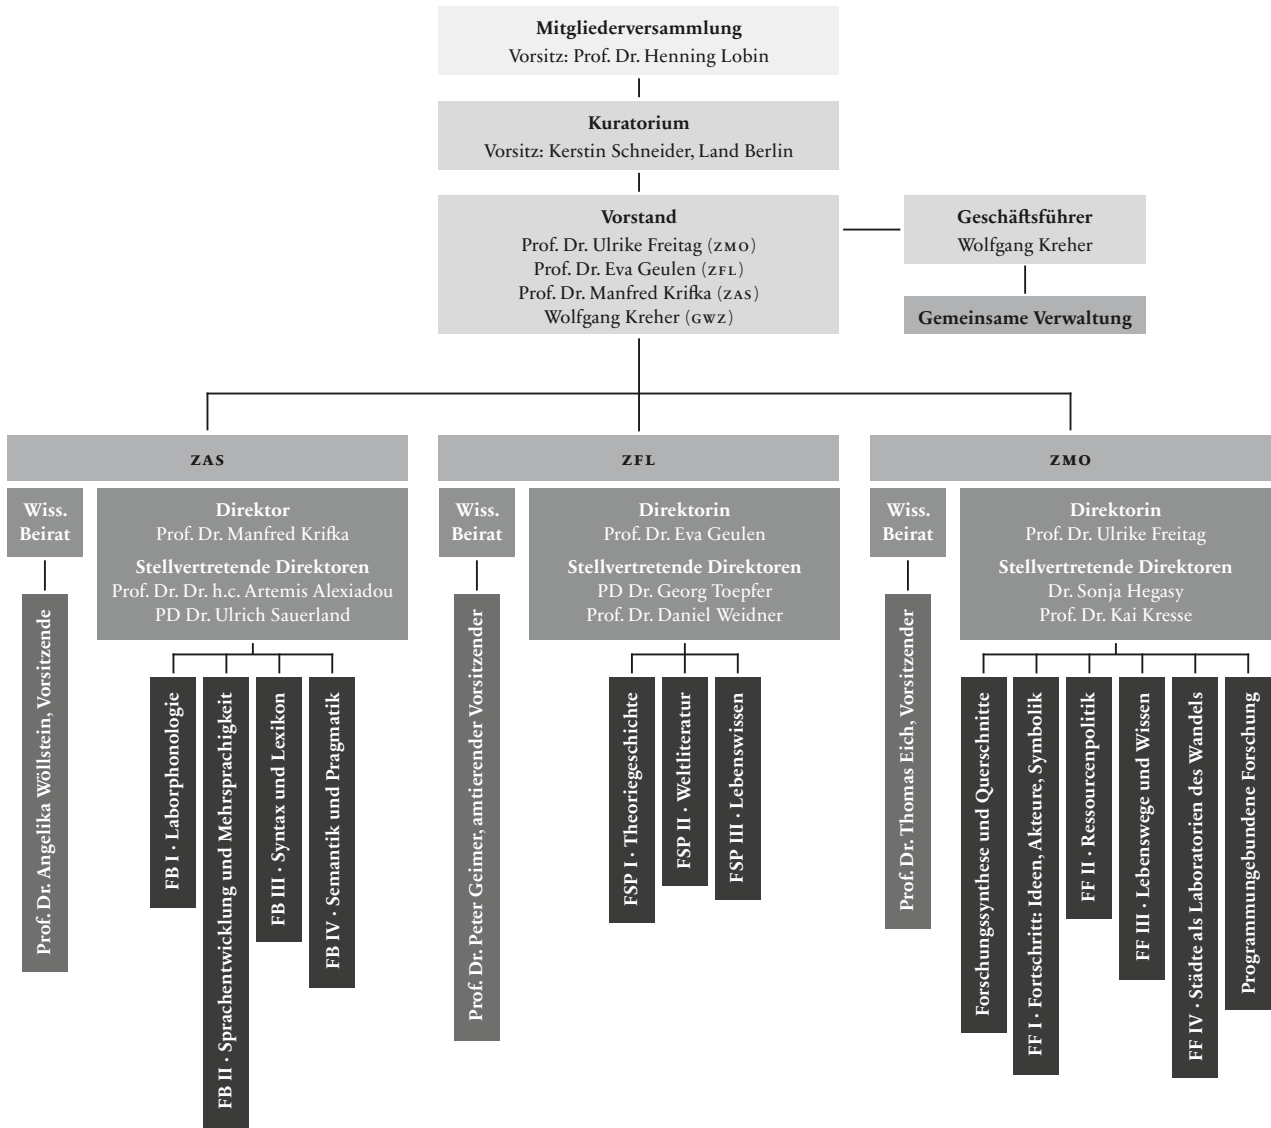 Mitgliederversammlung
Vorsitz: Prof. Dr. Henning Lobin
Kuratorium
Vorsitz: Kerstin Schneider, Land Berlin
Vorstand
Prof. Dr. Ulrike Freitag (ZMO)
Prof. Dr. Eva Geulen (ZFL)
Prof. Dr. Manfred Krifka (ZAS)
Wolfgang Kreher (GWZ)
Geschäftsführer
Wolfgang Kreher
Gemeinsame Verwaltung
ZAS
Wiss.
Beirat
Prof. Dr. Angelika Wöllstein, Vorsitzende
Direktor
Prof. Dr. Manfred Krifka
Stellvertretende Direktoren
Prof. Dr. Dr. h.c. Artemis Alexiadou
PD Dr. Ulrich Sauerland
FB I · Laborphonologie
FB II · Sprachentwicklung und Mehrsprachigkeit
FB III · Syntax und Lexikon
FB IV · Semantik und Pragmatik
ZFL
Wiss.
Beirat
Prof. Dr. Peter Geimer, amtierender Vorsitzender
Direktorin
Prof. Dr. Eva Geulen
Stellvertretende Direktoren
PD Dr. Georg Toepfer
Prof. Dr. Daniel Weidner
FSP I · Theoriegeschichte
FSP II · Weltliteratur
FSP III · Lebenswissen
ZMO
Wiss.
Beirat
Prof. Dr. Thomas Eich, Vorsitzender
Direktorin
Prof. Dr. Ulrike Freitag
Stellvertretende Direktoren
Dr. Sonja Hegasy
Prof. Dr. Kai Kresse
Forschungssynthese und Querschnitte
FF I · Fortschritt: Ideen, Akteure, Symbolik
FF II · Ressourcenpolitik
FF III · Lebenswege und Wissen
FF IV · Städte als Laboratorien des Wandels
Programmungebundene Forschung